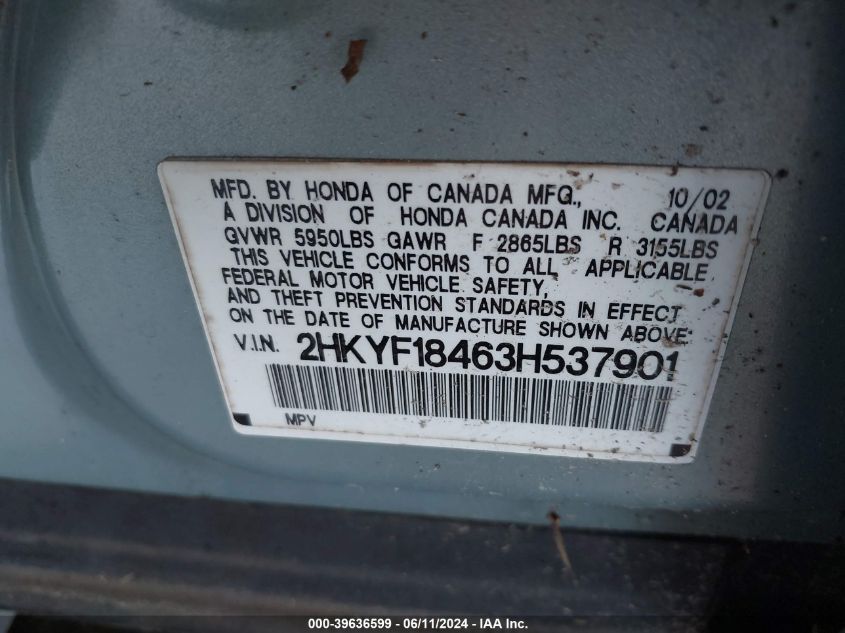 MFD. BY HONDA OF CANADA MFG., 10/02
A DIVISION OF HONDA CANADA INC. CANADA
GVWR 5950LBS GAWR F 2865LBS R 3155LBS
THIS VEHICLE CONFORMS TO ALL APPLICABLE
FEDERAL MOTOR VEHICLE SAFETY,
AND THEFT PREVENTION STANDARDS IN EFFECT
ON THE DATE OF MANUFACTURE SHOWN ABOVE.
V.I.N. 2HKYF18463H537901
MPV
000-39636599 - 06/11/2024 - IAA Inc.